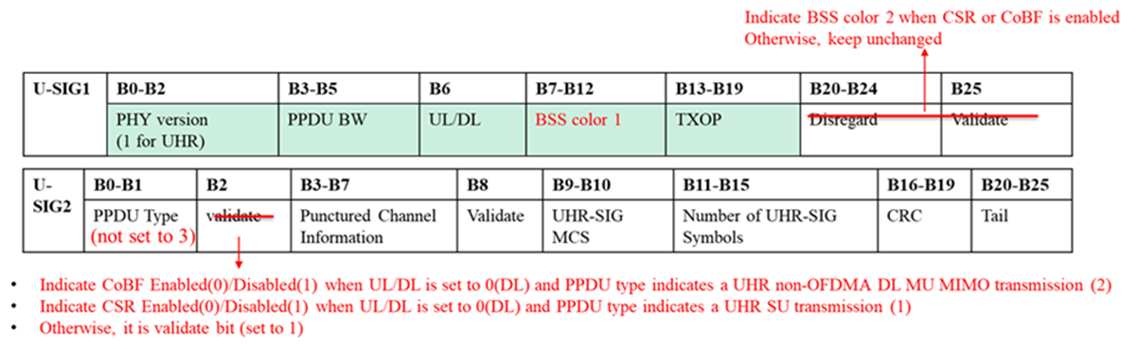 Indicate BSS color 2 when CSR or CoBF is enabled
Otherwise, keep unchanged
U-SIG1 B0-B2 B3-B5 B6 B7-B12 B13-B19 B20-B24 B25
PHY version PPDU BW UL/DL BSS color 1 TXOP Disregard Validate
(1 for UHR)
U- B0-B1 B2 B3-B7 B8 B9-B10 B11-B15 B16-B19 B20-B25
SIG2 PPDU Type validate Punctured Channel Validate UHR-SIG Number of UHR-SIG CRC Tail
(not set to 3) Information MCS Symbols
• Indicate CoBF Enabled(0)/Disabled(1) when UL/DL is set to 0(DL) and PPDU type indicates a UHR non-OFDMA DL MU MIMO transmission (2)
• Indicate CSR Enabled(0)/Disabled(1) when UL/DL is set to 0(DL) and PPDU type indicates a UHR SU transmission (1)
• Otherwise, it is validate bit (set to 1)